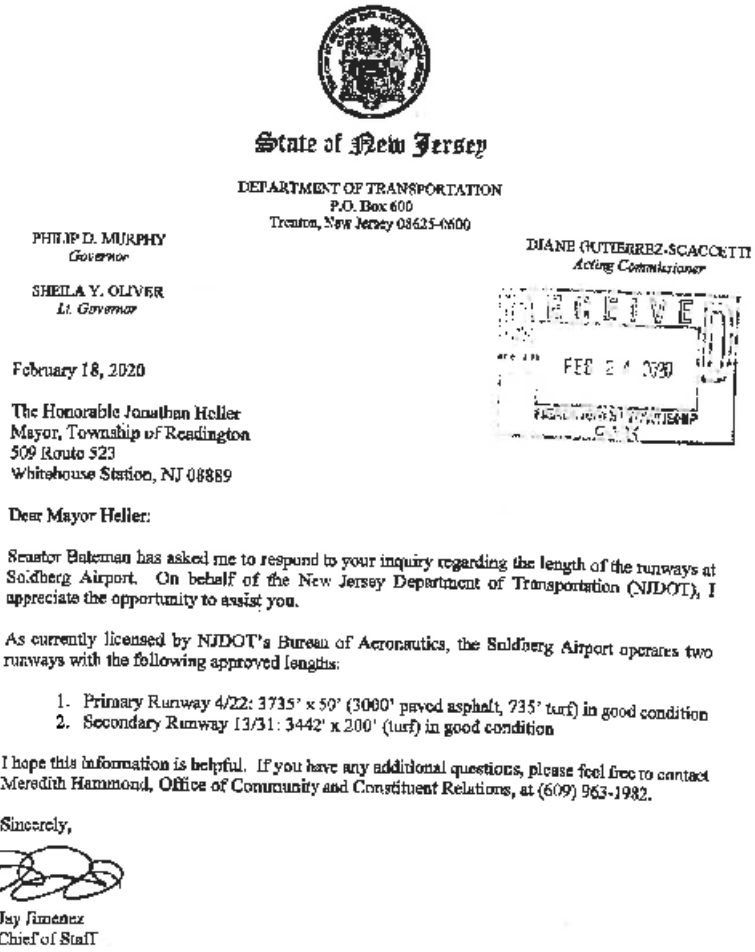 State of New Jersey
DEPARTMENT OF TRANSPORTATION
P.O. Box 600
Trenton, New Jersey 08625-0600
PHILIP D. MURPHY
Governor
SHEILA Y. OLIVER
Lt. Governor
DIANE GUTIERREZ-SCACCETTI
Acting Commissioner
RECEIVED
FEB 24 2020
February 18, 2020
The Honorable Jonathan Heller
Mayor, Township of Readington
509 Route 523
Whitehouse Station, NJ 08889
Dear Mayor Heller:
Senator Bateman has asked me to respond to your inquiry regarding the length of the runways at
Soldberg Airport. On behalf of the New Jersey Department of Transportation (NJDOT), I
appreciate the opportunity to assist you.
As currently licensed by NJDOT's Bureau of Aeronautics, the Soldberg Airport operates two
runways with the following approved lengths:
1. Primary Runway 4/22: 3735' x 50' (3000' paved asphalt, 735' turf) in good condition
2. Secondary Runway 13/31: 3442' x 200' (turf) in good condition
I hope this information is helpful. If you have any additional questions, please feel free to contact
Meredith Hammond, Office of Community and Constituent Relations, at (609) 963-1982.
Sincerely,
Jay Jimenez
Chief of Staff